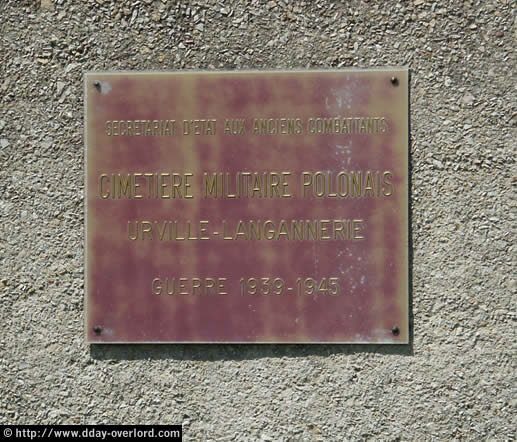 SECRETARIAT D'ETAT AUX ANCIENS COMBATTANTS
CIMETIERE MILITAIRE POLONAIS
URVILLE-LANGANNERIE
GUERRE 1939-1945
© http://www.dday-overlord.com